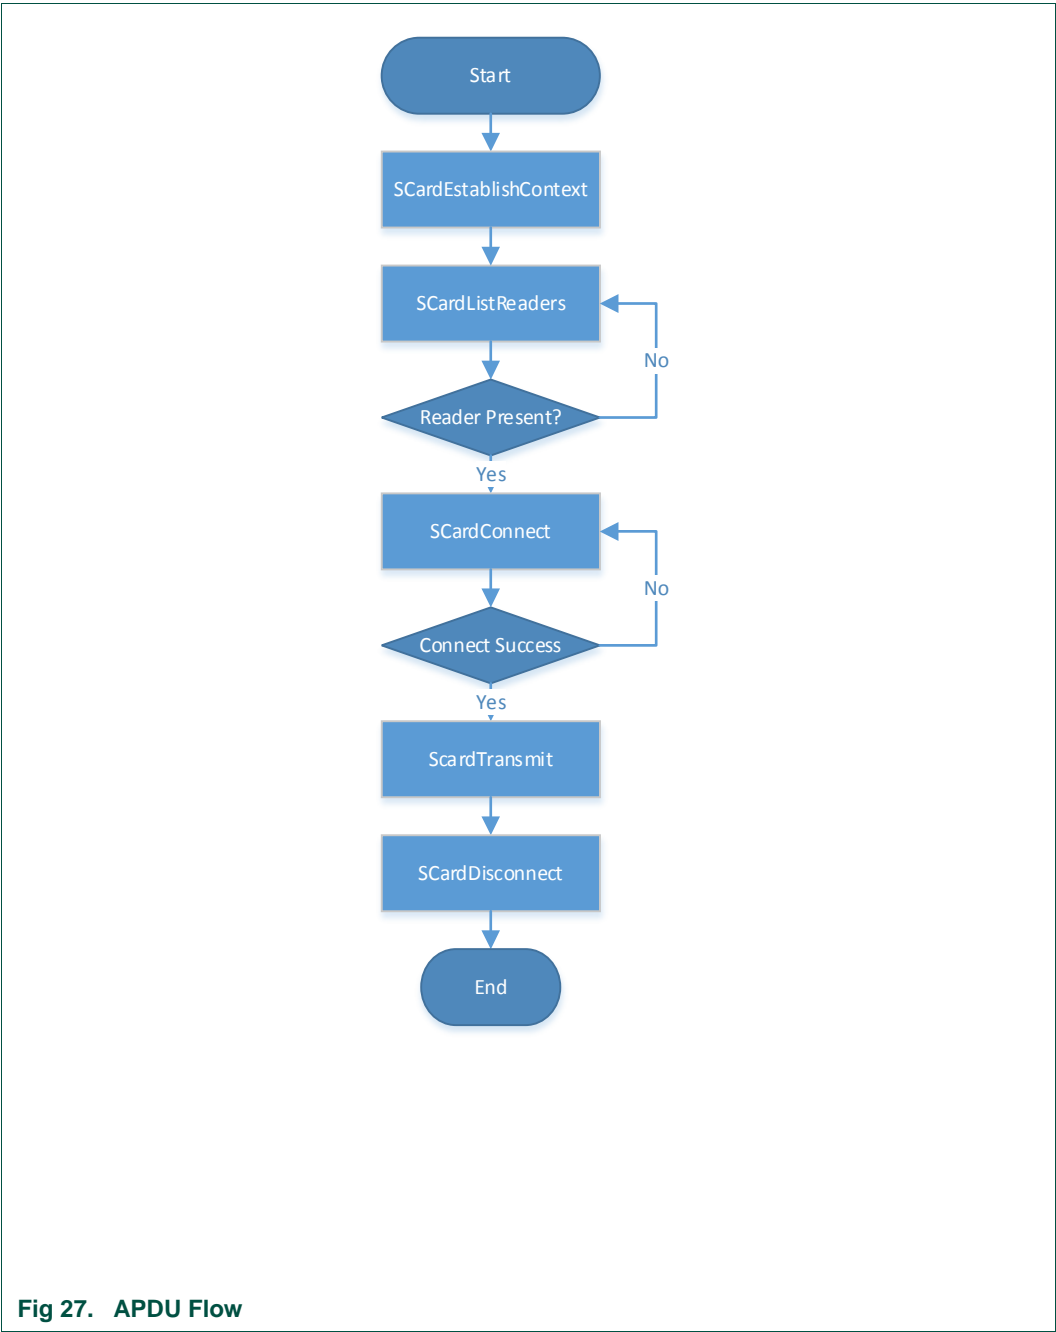 Start
SCardEstablishContext
SCardListReaders
No
Reader Present?
Yes
SCardConnect
No
Connect Success
Yes
ScardTransmit
SCardDisconnect
End
Fig 27. APDU Flow